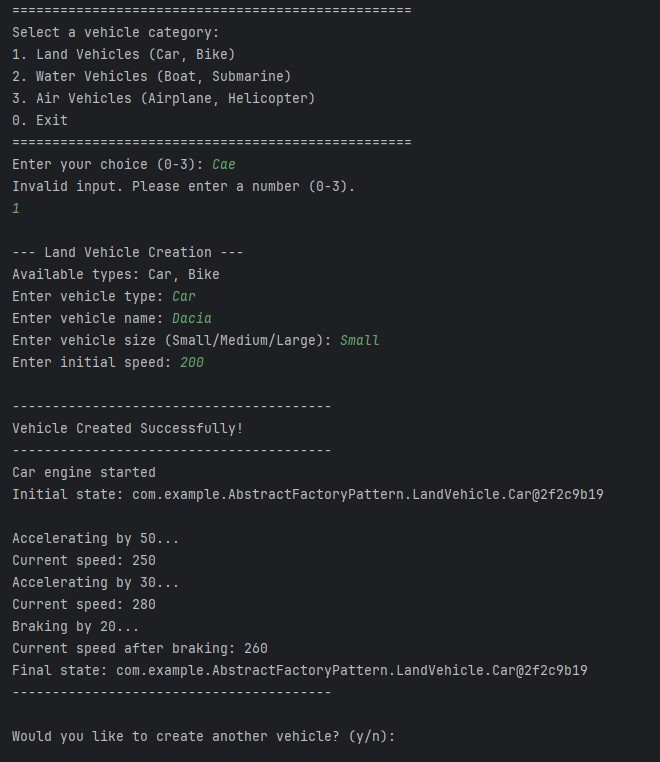 ==================================================
Select a vehicle category:
1. Land Vehicles (Car, Bike)
2. Water Vehicles (Boat, Submarine)
3. Air Vehicles (Airplane, Helicopter)
0. Exit
==================================================
Enter your choice (0-3): Cae
Invalid input. Please enter a number (0-3).
1
--- Land Vehicle Creation ---
Available types: Car, Bike
Enter vehicle type: Car
Enter vehicle name: Dacia
Enter vehicle size (Small/Medium/Large): Small
Enter initial speed: 200
----------------------------------------
Vehicle Created Successfully!
----------------------------------------
Car engine started
Initial state: com.example.AbstractFactoryPattern.LandVehicle.Car@2f2c9b19
Accelerating by 50...
Current speed: 250
Accelerating by 30...
Current speed: 280
Braking by 20...
Current speed after braking: 260
Final state: com.example.AbstractFactoryPattern.LandVehicle.Car@2f2c9b19
----------------------------------------
Would you like to create another vehicle? (y/n):